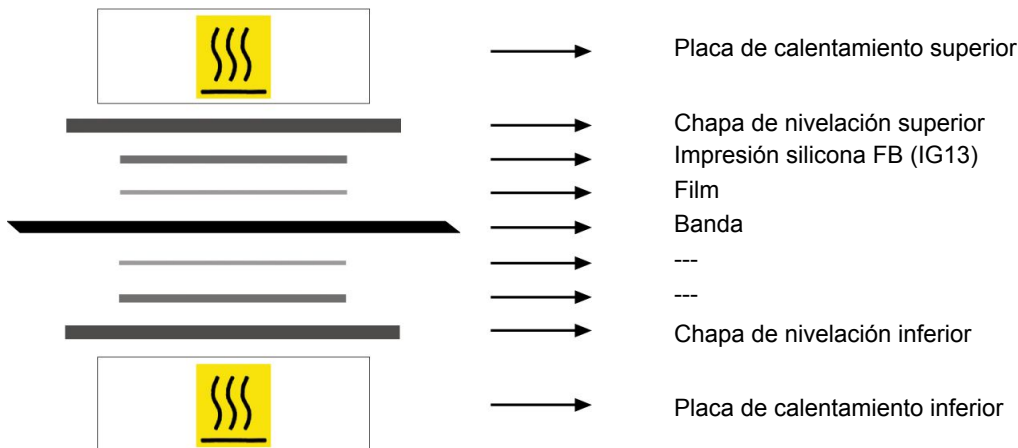 Placa de calentamiento superior
Chapa de nivelación superior
Impresión silicona FB (IG13)
Film
Banda
---
---
Chapa de nivelación inferior
Placa de calentamiento inferior